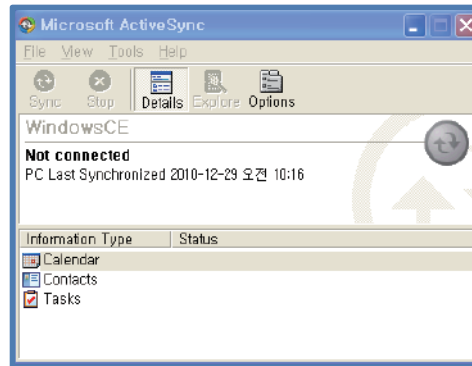 Microsoft ActiveSync
File View Tools Help
Sync Stop Details Explore Options
WindowsCE
Not connected
PC Last Synchronized 2010-12-29 오전 10:16
Information Type Status
Calendar
Contacts
Tasks